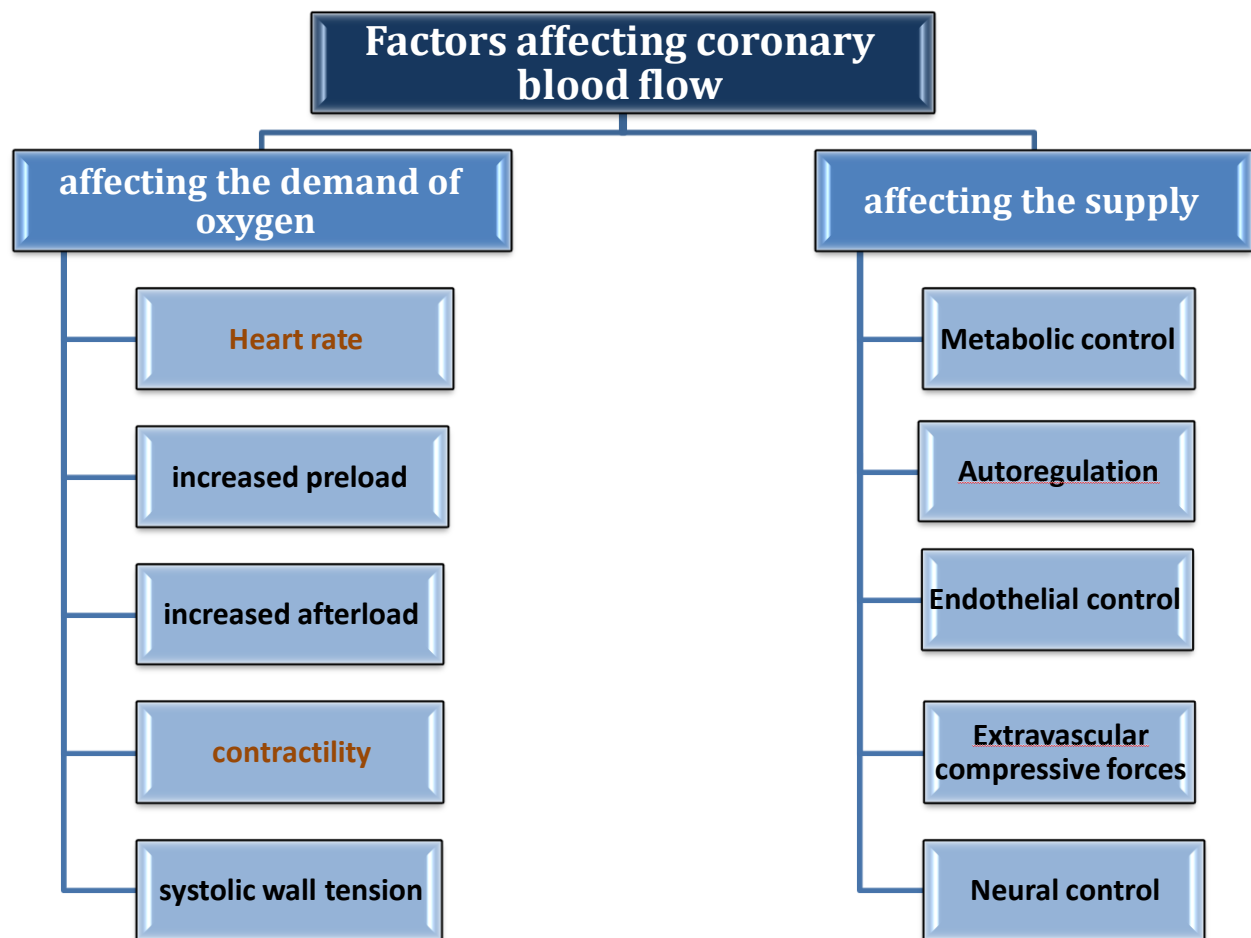 Factors affecting coronary
blood flow
affecting the demand of
oxygen
Heart rate
increased preload
increased afterload
contractility
systolic wall tension
affecting the supply
Metabolic control
Autoregulation
Endothelial control
Extravascular
compressive forces
Neural control